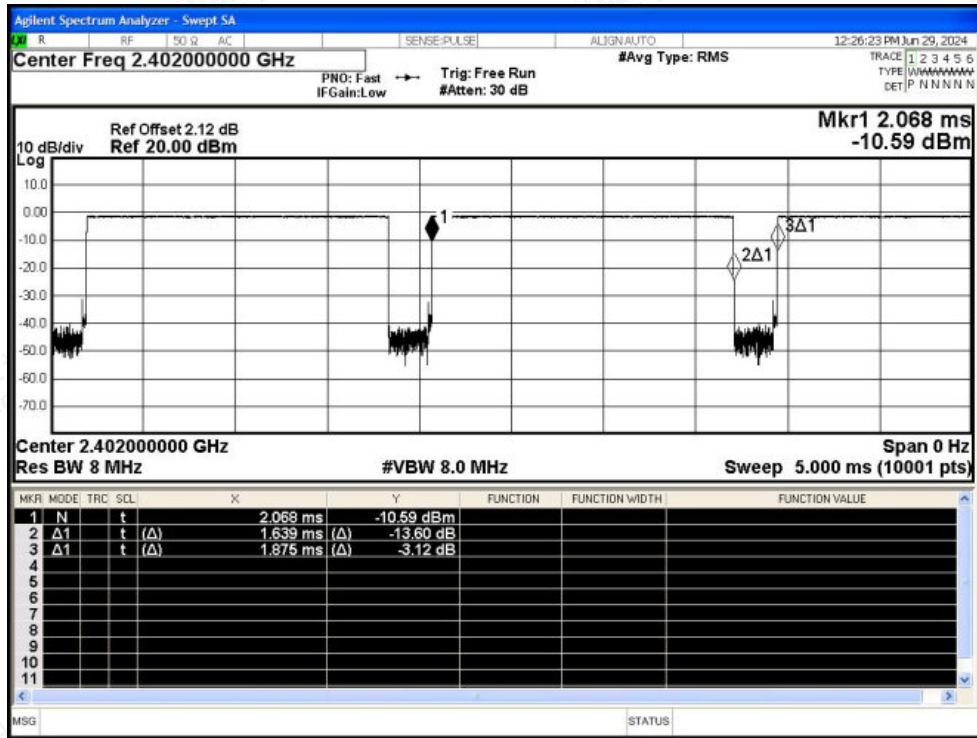 Agilent Spectrum Analyzer - Swept SA
LXI R RF 50 Ω AC SENSE:PULSE ALIGNAUTO 12:26:23 PM Jun 29, 2024
Center Freq 2.402000000 GHz #Avg Type: RMS TRACE 1 2 3 4 5 6
PNO: Fast Trig: Free Run TYPE WWWWWW
IFGain:Low #Atten: 30 dB DET P N N N N N
Mkr1 2.068 ms
Ref Offset 2.12 dB
10 dB/div Ref 20.00 dBm -10.59 dBm
Log
10.0
0.00
1
3Δ1
-10.0
2Δ1
-20.0
-30.0
-40.0
-50.0
-60.0
-70.0
Center 2.402000000 GHz Span 0 Hz
Res BW 8 MHz #VBW 8.0 MHz Sweep 5.000 ms (10001 pts)
MKR MODE TRC SCL X Y FUNCTION FUNCTION WIDTH FUNCTION VALUE
1 N t 2.068 ms -10.59 dBm
2 Δ1 t (Δ) 1.639 ms (Δ) -13.60 dB
3 Δ1 t (Δ) 1.875 ms (Δ) -3.12 dB
4
5
6
7
8
9
10
11
MSG STATUS